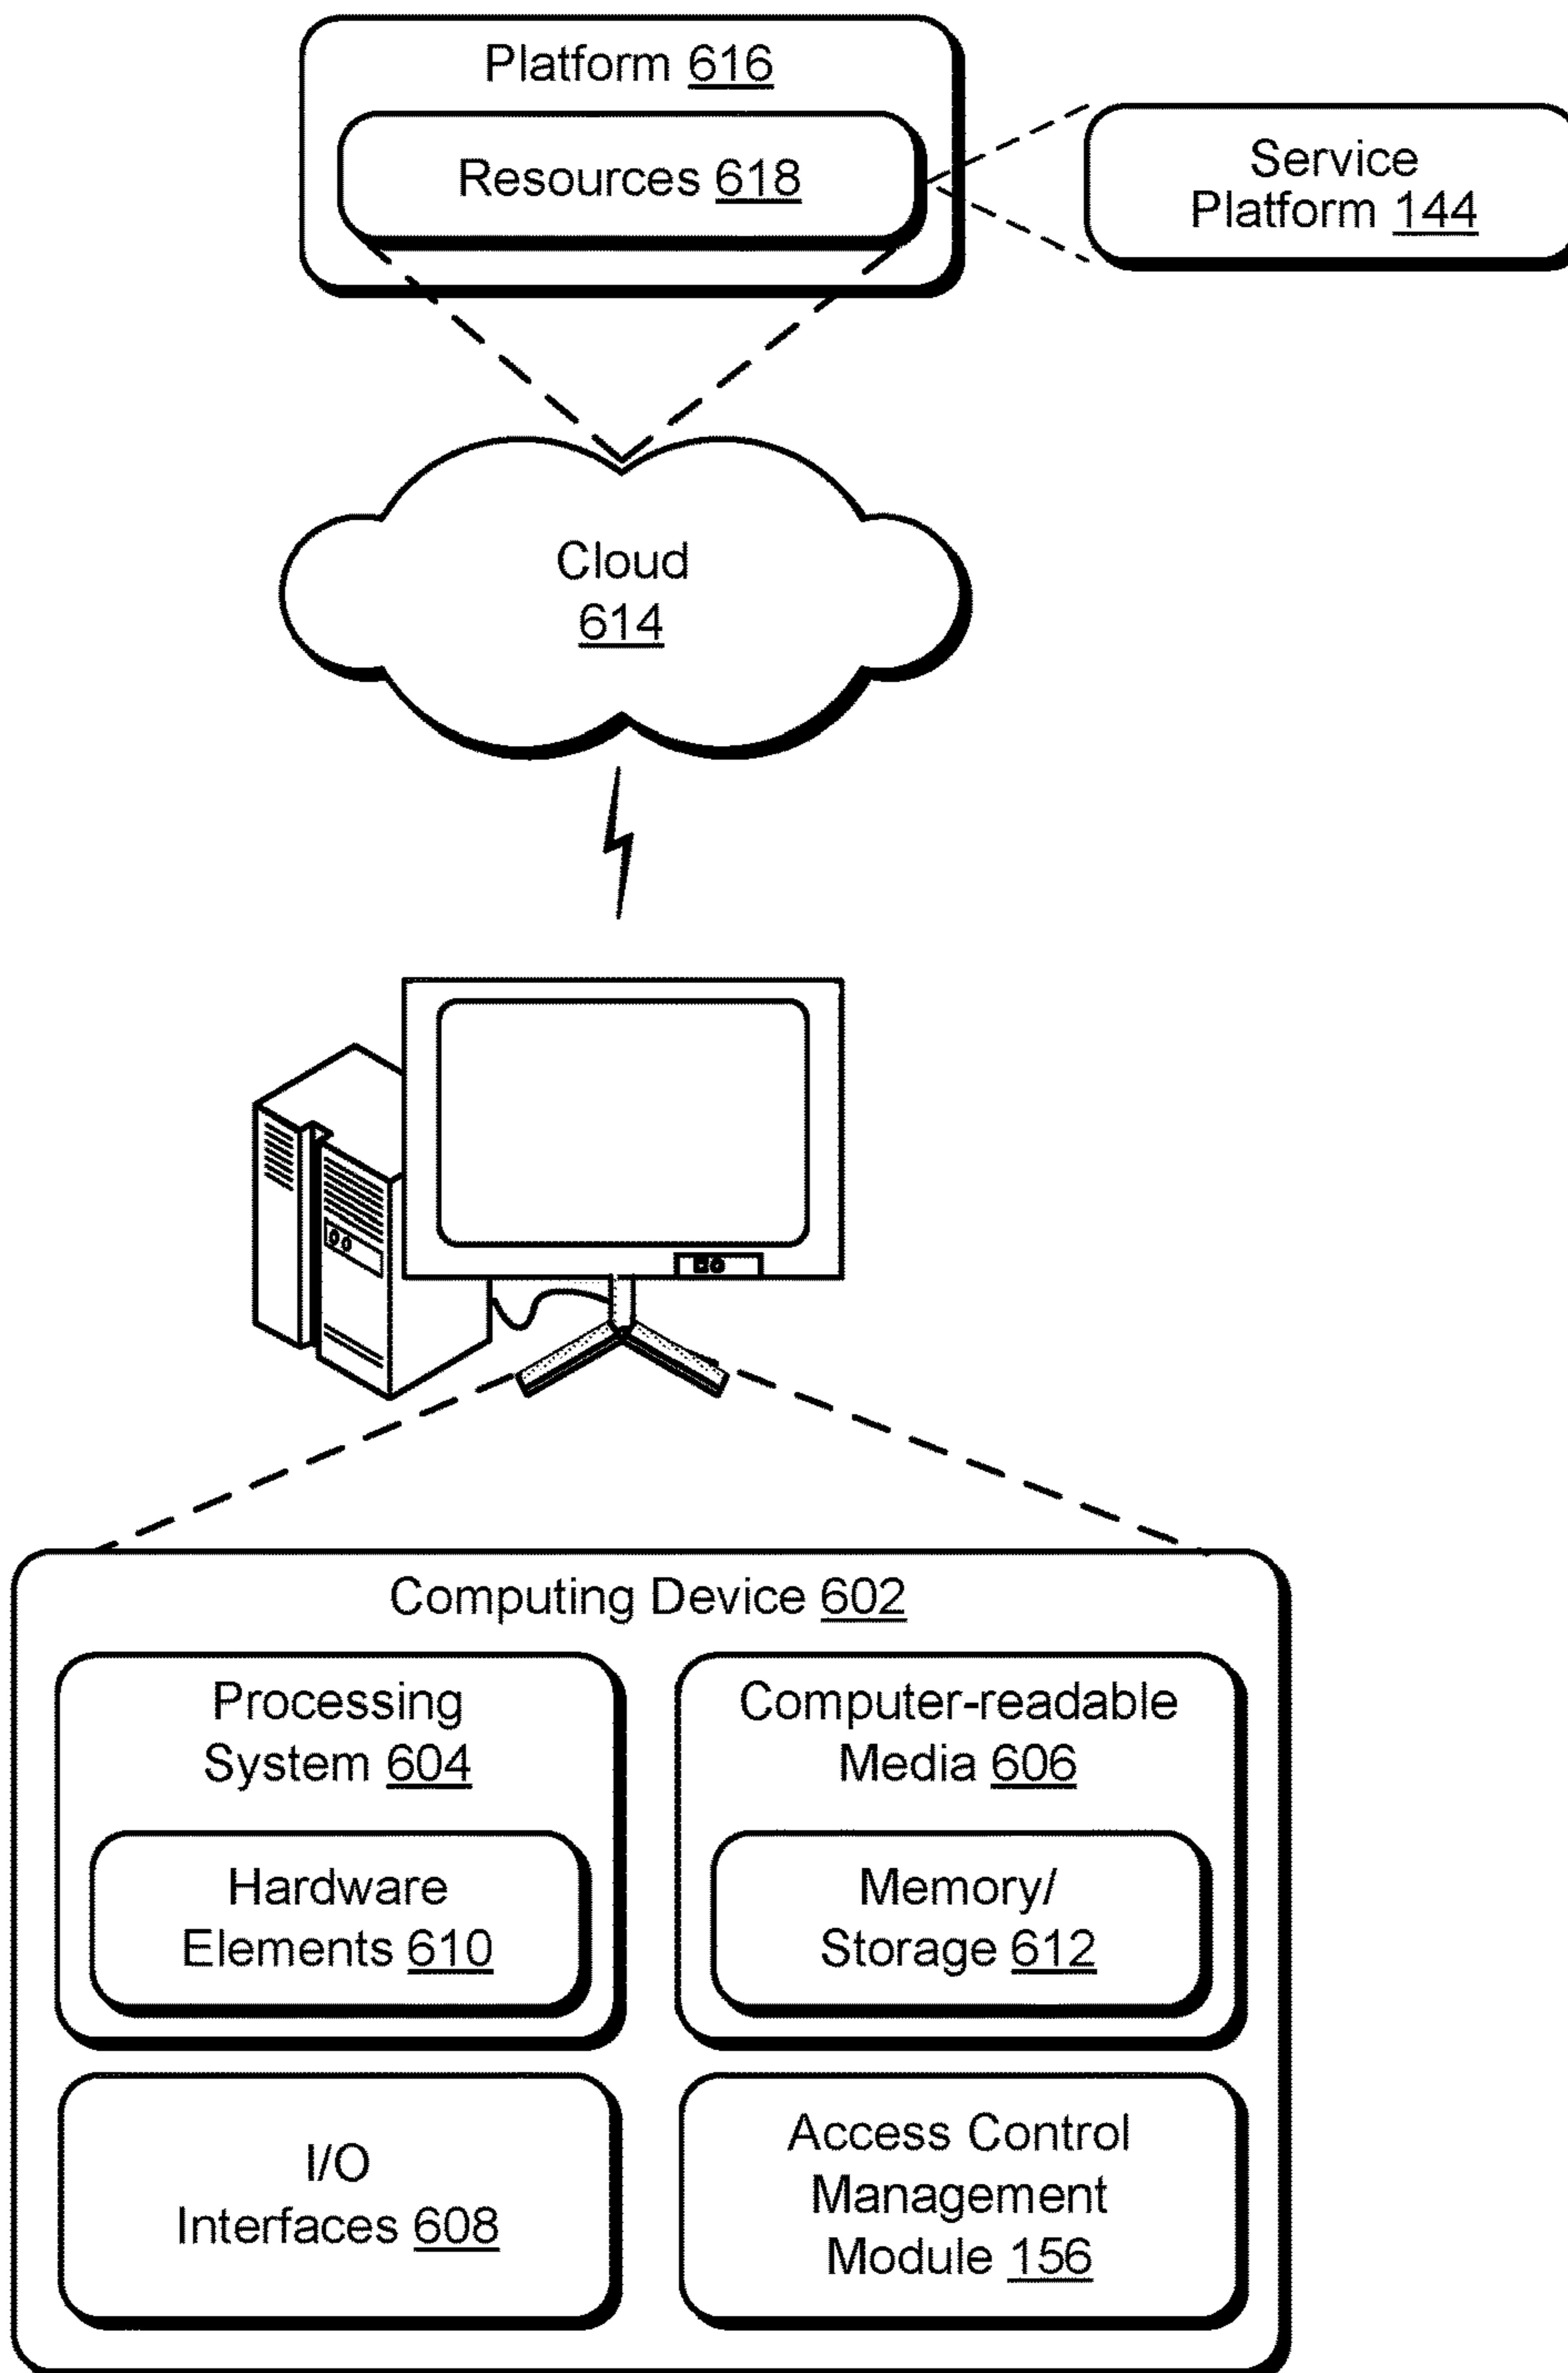 Platform 616
Resources 618
Service
Platform 144
Cloud
614
Computing Device 602
Processing
System 604
Hardware
Elements 610
Computer-readable
Media 606
Memory/
Storage 612
I/O
Interfaces 608
Access Control
Management
Module 156